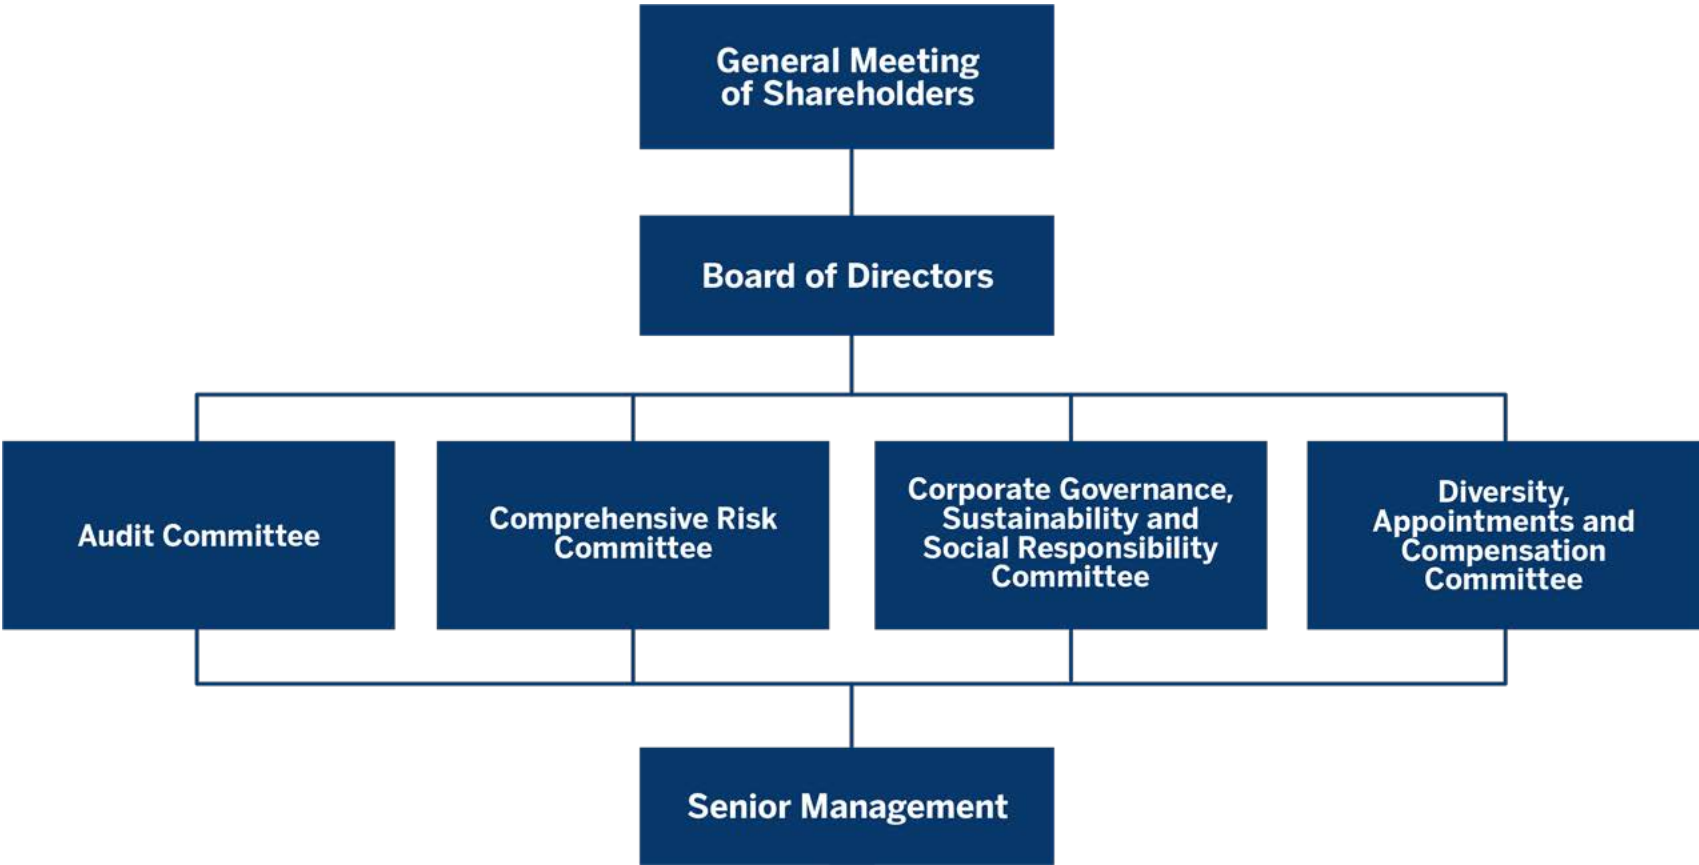 General Meeting
of Shareholders
Board of Directors
Audit Committee
Comprehensive Risk
Committee
Corporate Governance,
Sustainability and
Social Responsibility
Committee
Diversity,
Appointments and
Compensation
Committee
Senior Management